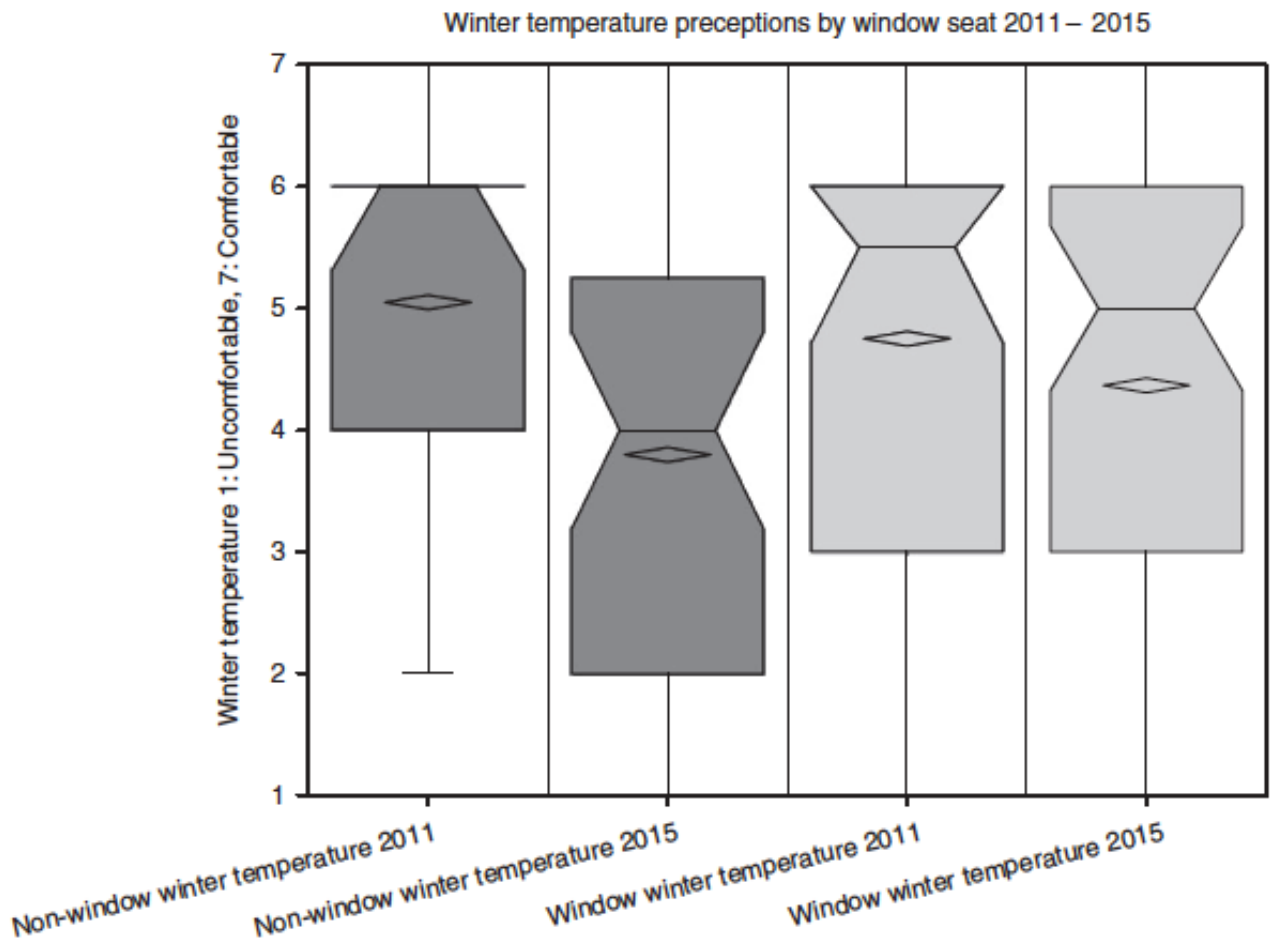 Winter temperature preceptions by window seat 2011 – 2015
Winter temperature 1: Uncomfortable, 7: Comfortable
7
6
5
4
3
2
1
Non-window winter temperature 2011
Non-window winter temperature 2015
Window winter temperature 2011
Window winter temperature 2015